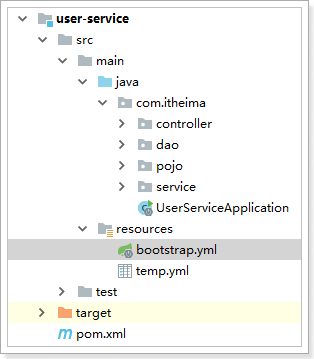 user-service
src
main
java
com.itheima
controller
dao
pojo
service
UserServiceApplication
resources
bootstrap.yml
temp.yml
test
target
pom.xml